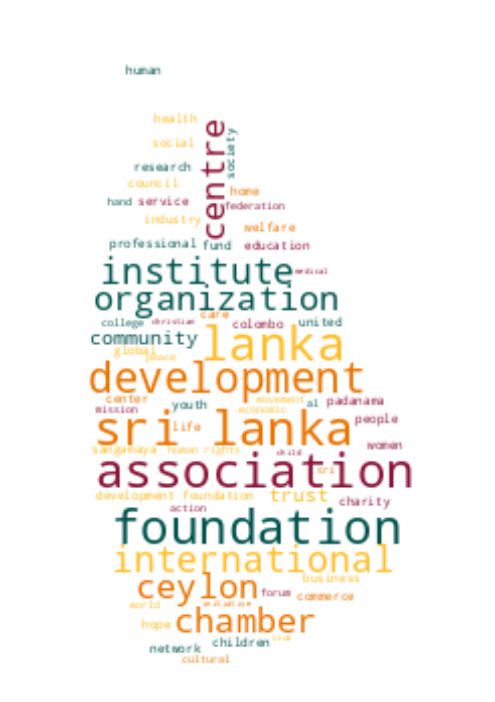 human
health
centre
society
social
research
council
home
hand service
federation
industry
welfare
professional fund education
institute
medical
organization
care
college christian colombo united
community lanka
global
peace
development
center movement al padanama
mission youth economic
people
sri lanka
life
women
sangamaya human rights child
association
sri
development foundation trust
charity
action
foundation
international
business
ceylon
forum commerce
world initiative
chamber
hope
club
children
network
cultural